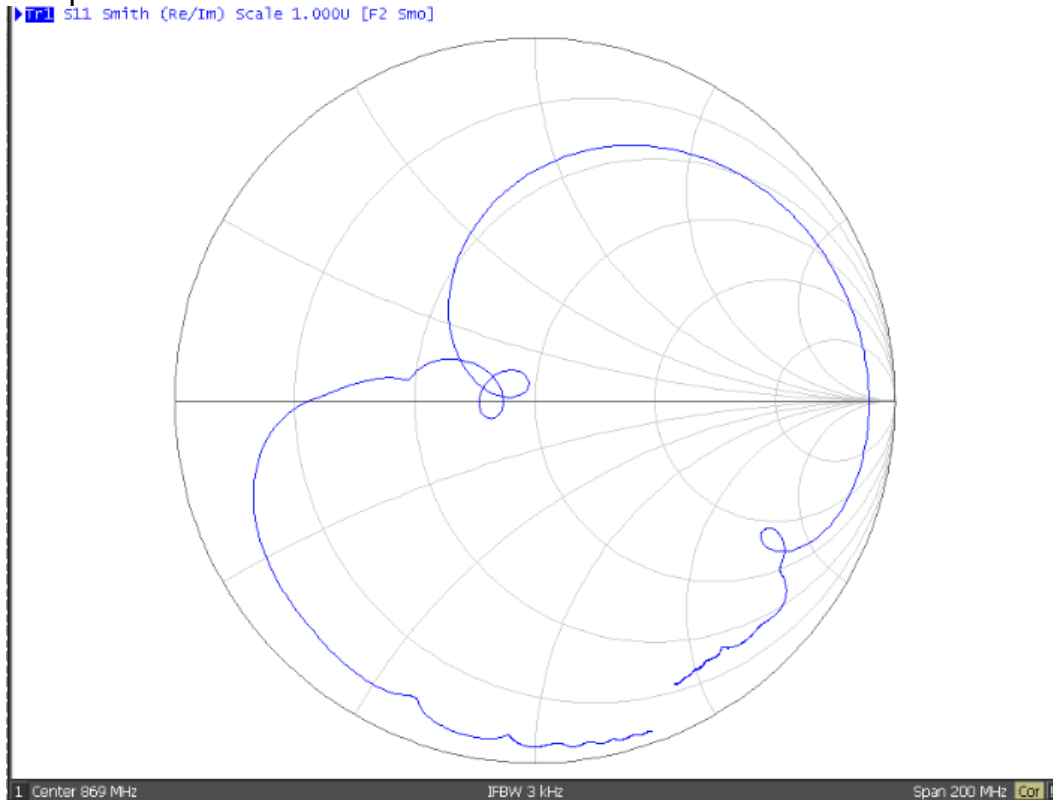 Tr1 S11 Smith (Re/Im) Scale 1.000U [F2 Smo]
1 Center 869 MHz IFBW 3 kHz Span 200 MHz Cor